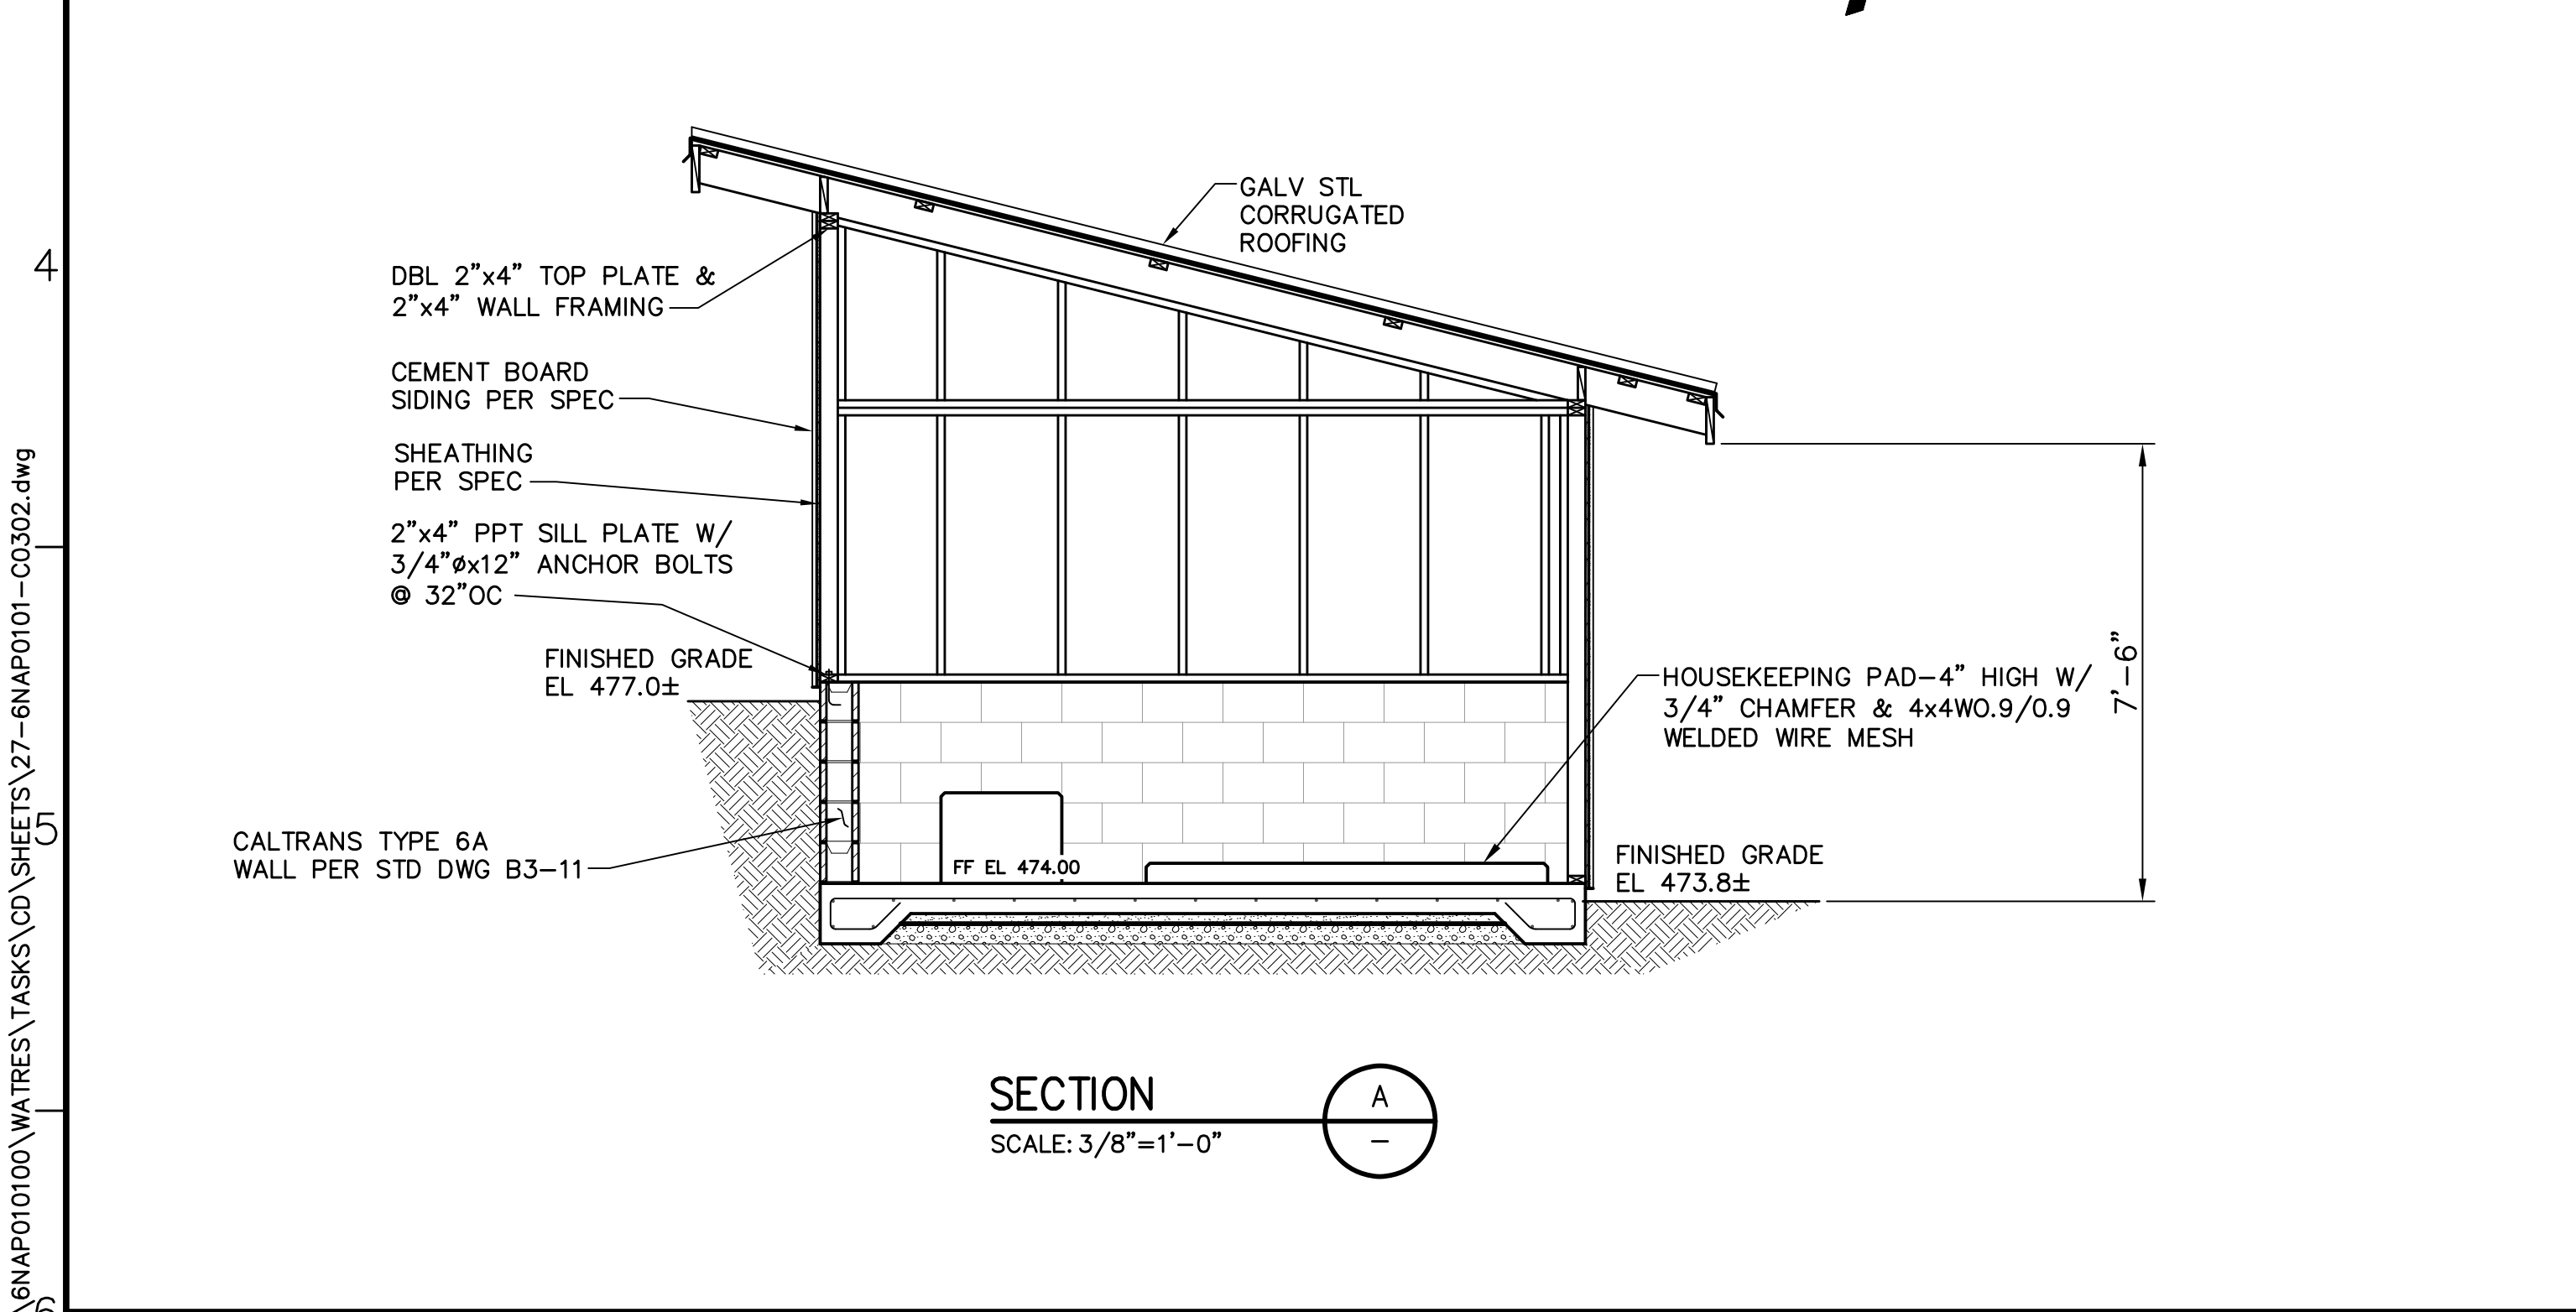 GALV STL
CORRUGATED
ROOFING
4
DBL 2"x4" TOP PLATE &
2"x4" WALL FRAMING
CEMENT BOARD
SIDING PER SPEC
SHEATHING
PER SPEC
2"x4" PPT SILL PLATE W/
3/4"øx12" ANCHOR BOLTS
@ 32"OC
FINISHED GRADE
EL 477.0±
HOUSEKEEPING PAD-4" HIGH W/
3/4" CHAMFER & 4x4W0.9/0.9
WELDED WIRE MESH
7'-6"
5
CALTRANS TYPE 6A
WALL PER STD DWG B3-11
FF EL 474.00
FINISHED GRADE
EL 473.8±
SECTION
SCALE: 3/8"=1'-0"
A
-
\6NAP010100\WATRES\TASKS\CD\SHEETS\27-6NAP0101-C0302.dwg
6